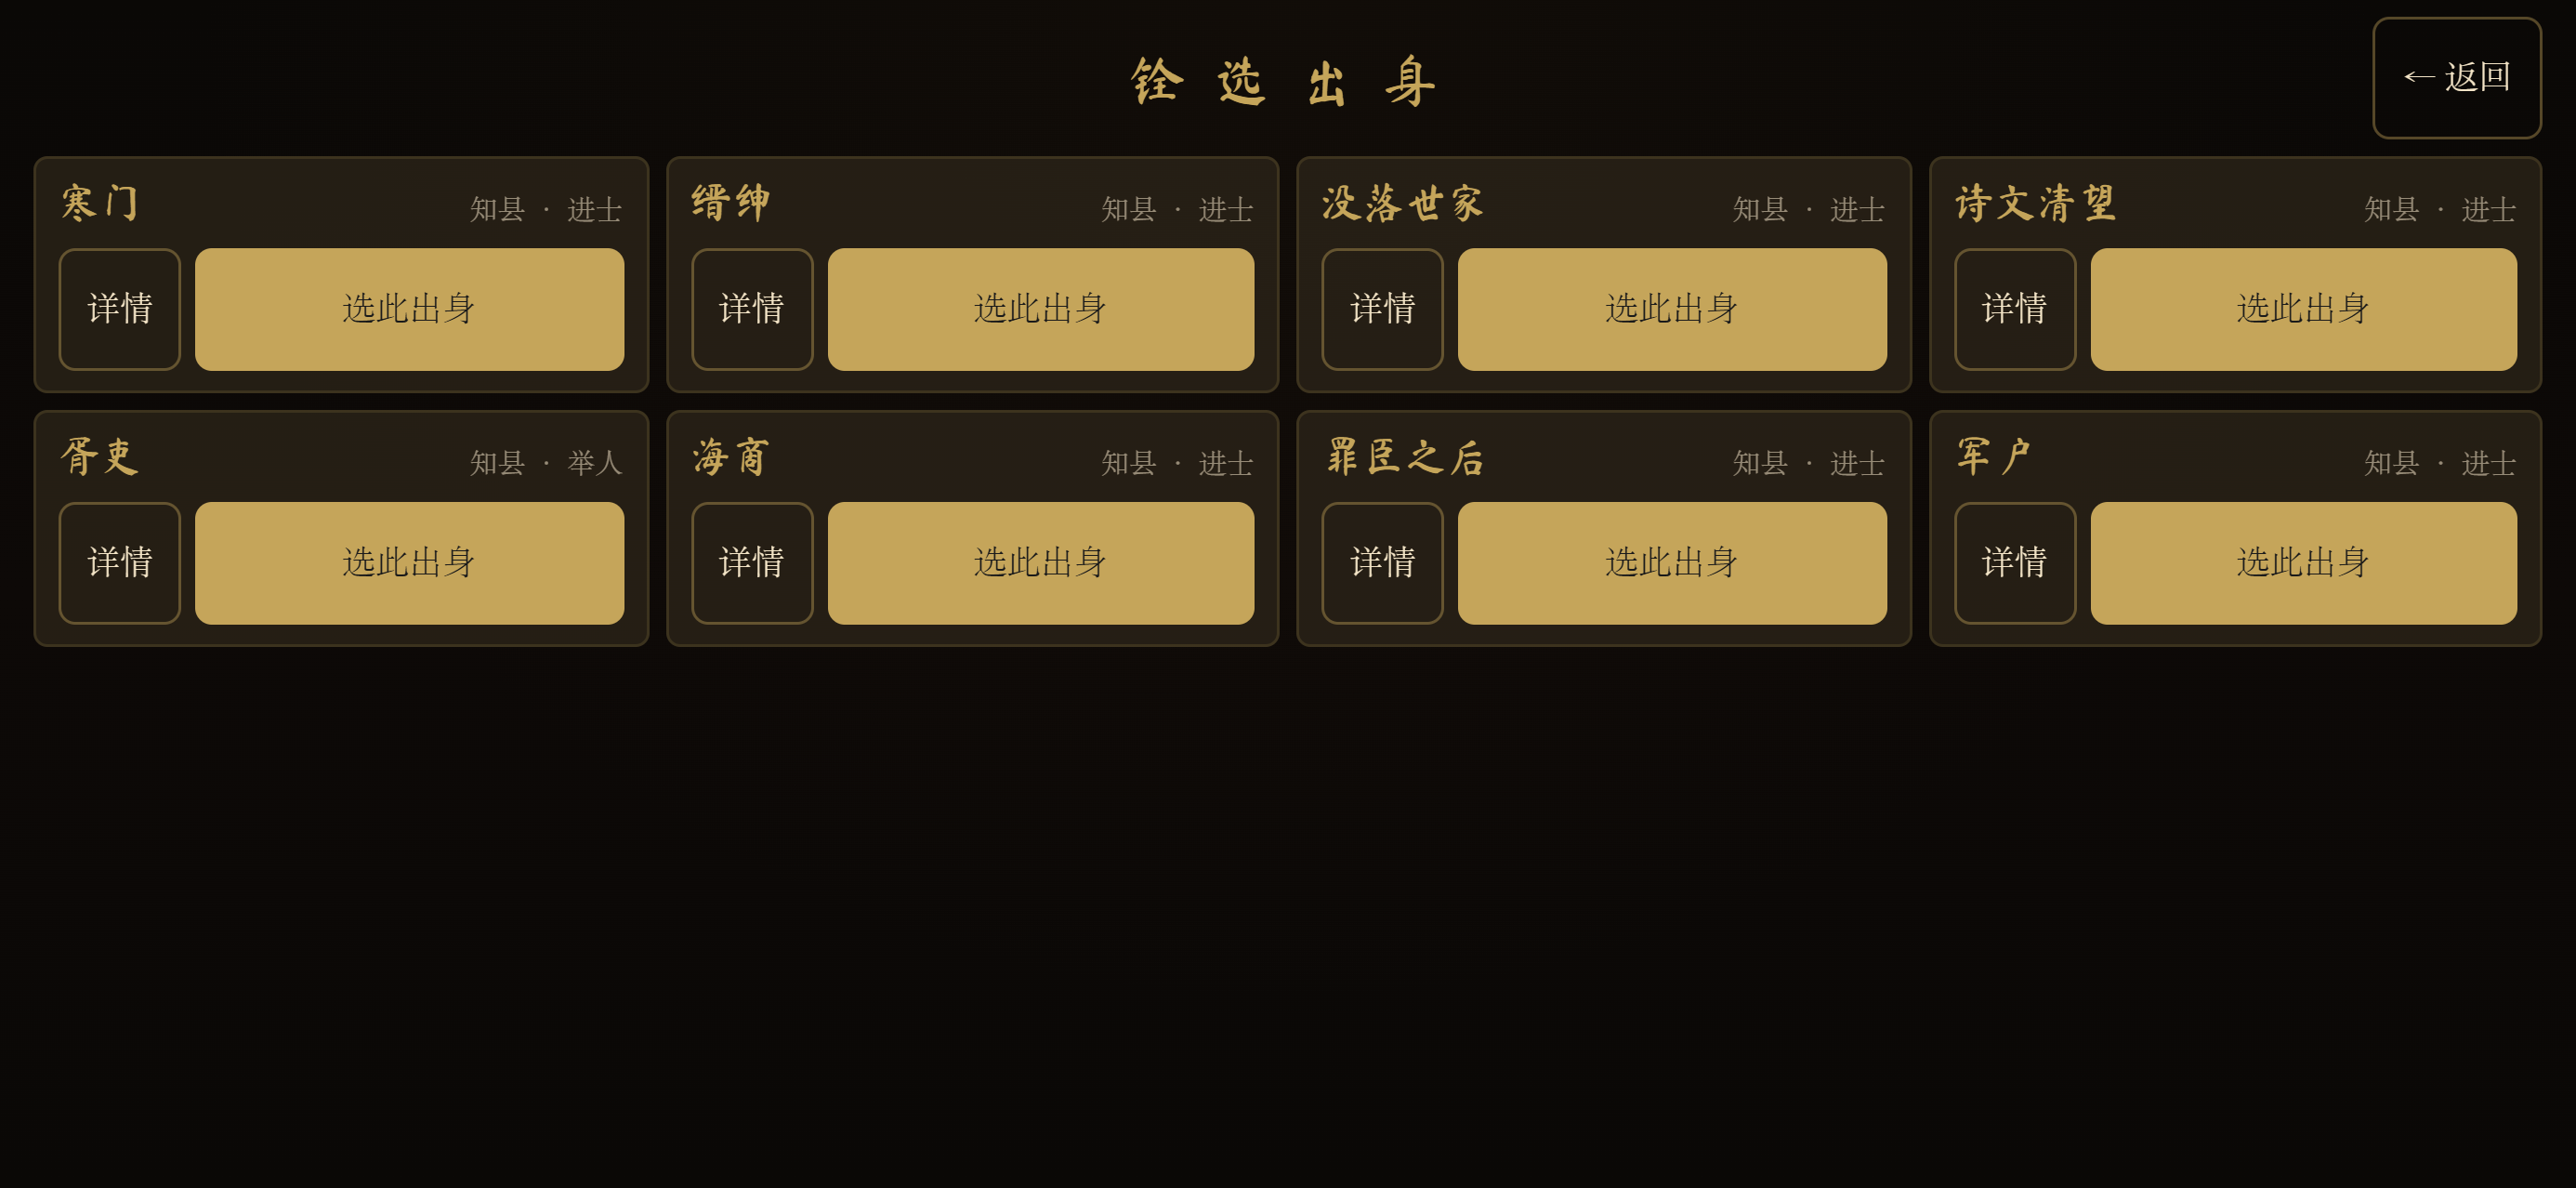 铨选出身
← 返回
寒门 知县 · 进士
详情 选此出身
缙绅 知县 · 进士
详情 选此出身
没落世家 知县 · 进士
详情 选此出身
诗文清望 知县 · 进士
详情 选此出身
胥吏 知县 · 举人
详情 选此出身
海商 知县 · 进士
详情 选此出身
罪臣之后 知县 · 进士
详情 选此出身
军户 知县 · 进士
详情 选此出身